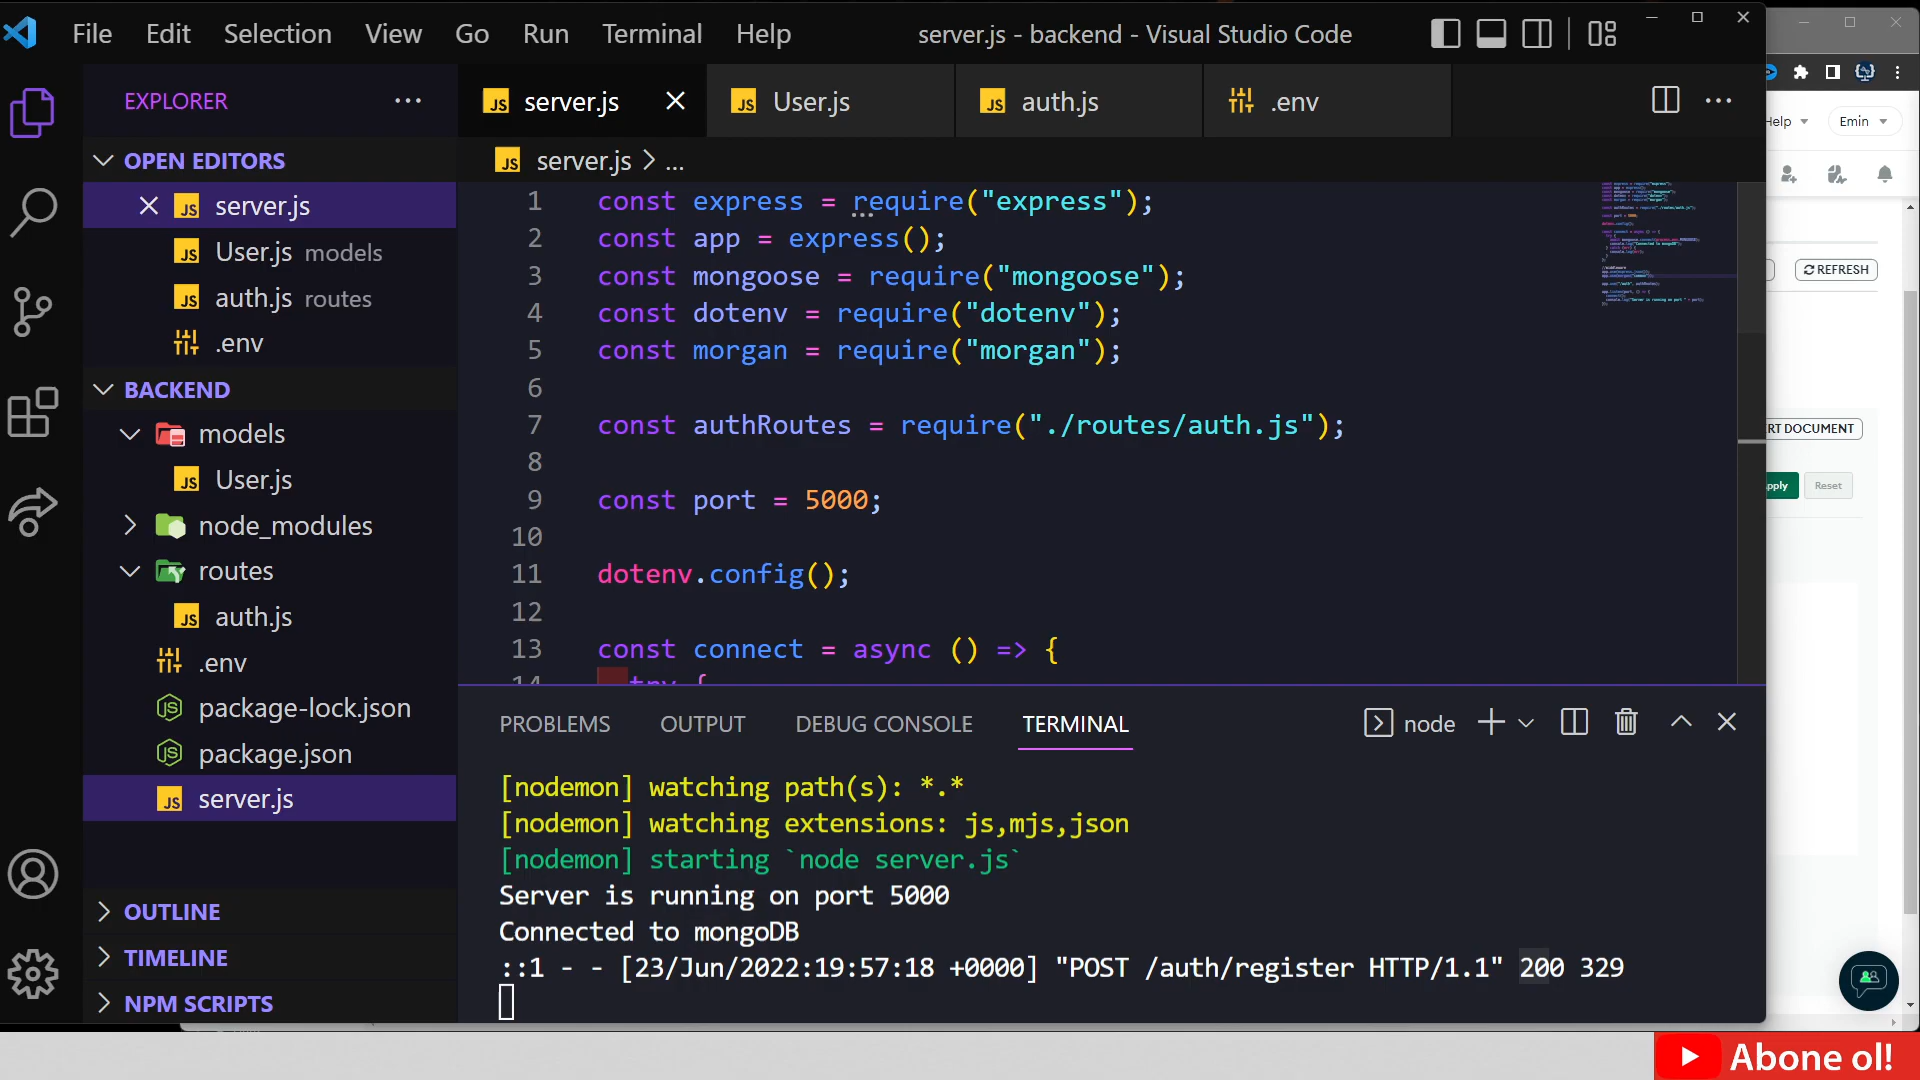 File Edit Selection View Go Run Terminal Help
server.js - backend - Visual Studio Code
EXPLORER
OPEN EDITORS
server.js
User.js models
auth.js routes
.env
BACKEND
models
User.js
node_modules
routes
auth.js
.env
package-lock.json
package.json
server.js
OUTLINE
TIMELINE
NPM SCRIPTS
server.js
User.js
auth.js
.env
server.js > ...
1 const express = require("express");
2 const app = express();
3 const mongoose = require("mongoose");
4 const dotenv = require("dotenv");
5 const morgan = require("morgan");
6
7 const authRoutes = require("./routes/auth.js");
8
9 const port = 5000;
10
11 dotenv.config();
12
13 const connect = async () => {
14 try {
PROBLEMS OUTPUT DEBUG CONSOLE TERMINAL
node
[nodemon] watching path(s): *.*
[nodemon] watching extensions: js,mjs,json
[nodemon] starting `node server.js`
Server is running on port 5000
Connected to mongoDB
::1 - - [23/Jun/2022:19:57:18 +0000] "POST /auth/register HTTP/1.1" 200 329
Help
Emin
REFRESH
RT DOCUMENT
pply
Reset
Abone ol!